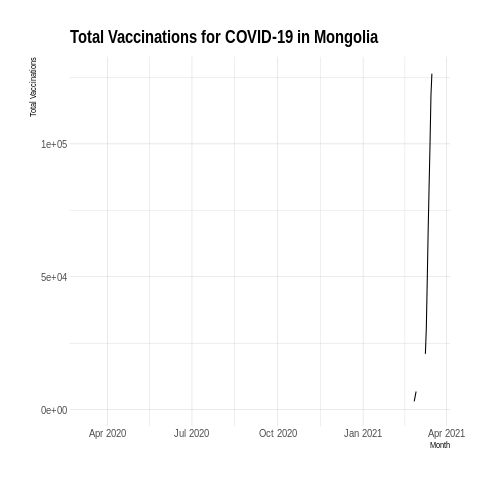 Total Vaccinations for COVID-19 in Mongolia
Total Vaccinations
1e+05
5e+04
0e+00
Apr 2020 Jul 2020 Oct 2020 Jan 2021 Apr 2021
Month